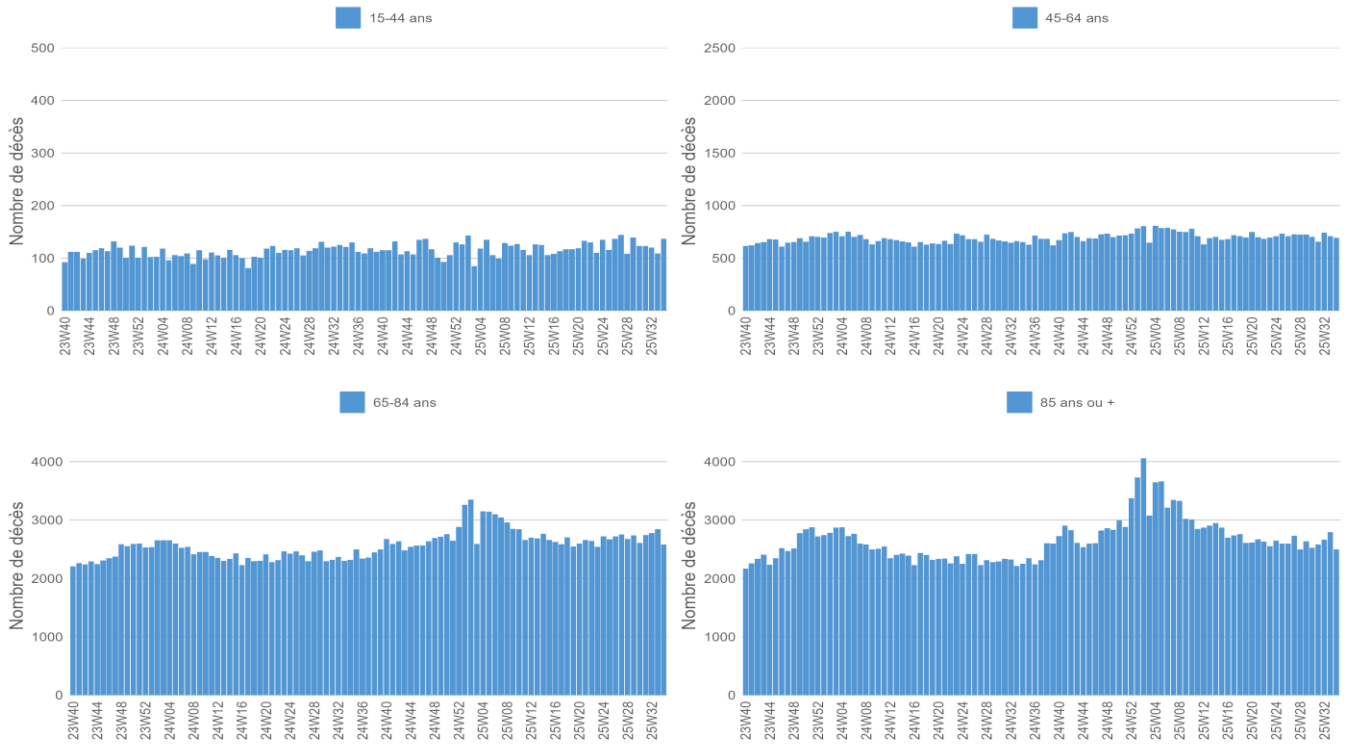 15-44 ans
Nombre de décès
500
400
300
200
100
0
23W40 23W44 23W48 23W52 24W04 24W08 24W12 24W16 24W20 24W24 24W28 24W32 24W36 24W40 24W44 24W48 24W52 25W04 25W08 25W12 25W16 25W20 25W24 25W28 25W32
45-64 ans
Nombre de décès
2500
2000
1500
1000
500
0
23W40 23W44 23W48 23W52 24W04 24W08 24W12 24W16 24W20 24W24 24W28 24W32 24W36 24W40 24W44 24W48 24W52 25W04 25W08 25W12 25W16 25W20 25W24 25W28 25W32
65-84 ans
Nombre de décès
4000
3000
2000
1000
0
23W40 23W44 23W48 23W52 24W04 24W08 24W12 24W16 24W20 24W24 24W28 24W32 24W36 24W40 24W44 24W48 24W52 25W04 25W08 25W12 25W16 25W20 25W24 25W28 25W32
85 ans ou +
Nombre de décès
4000
3000
2000
1000
0
23W40 23W44 23W48 23W52 24W04 24W08 24W12 24W16 24W20 24W24 24W28 24W32 24W36 24W40 24W44 24W48 24W52 25W04 25W08 25W12 25W16 25W20 25W24 25W28 25W32